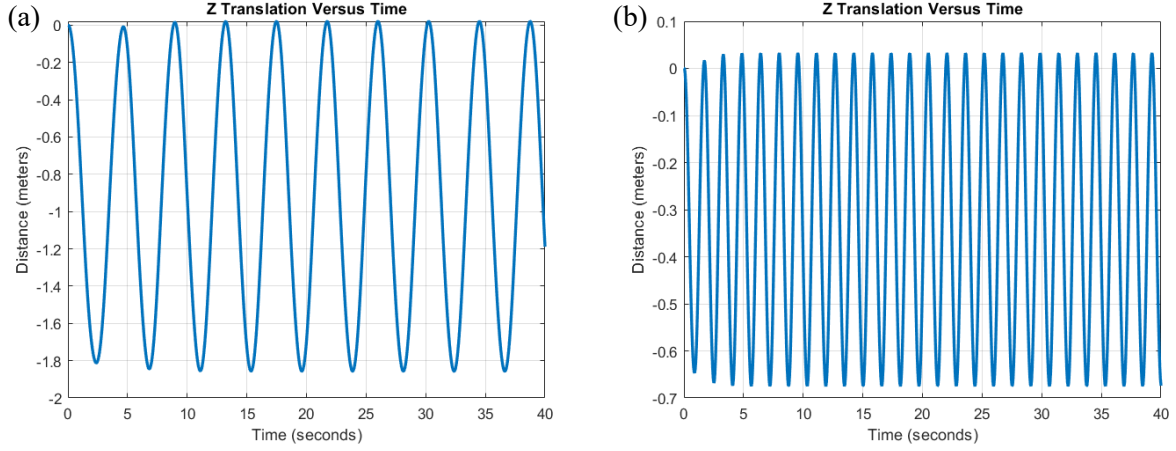 (a)
Z Translation Versus Time
0
-0.2
-0.4
-0.6
-0.8
-1
-1.2
-1.4
-1.6
-1.8
-2
Distance (meters)
0 5 10 15 20 25 30 35 40
Time (seconds)
(b)
Z Translation Versus Time
0.1
0
-0.1
-0.2
-0.3
-0.4
-0.5
-0.6
-0.7
Distance (meters)
0 5 10 15 20 25 30 35 40
Time (seconds)